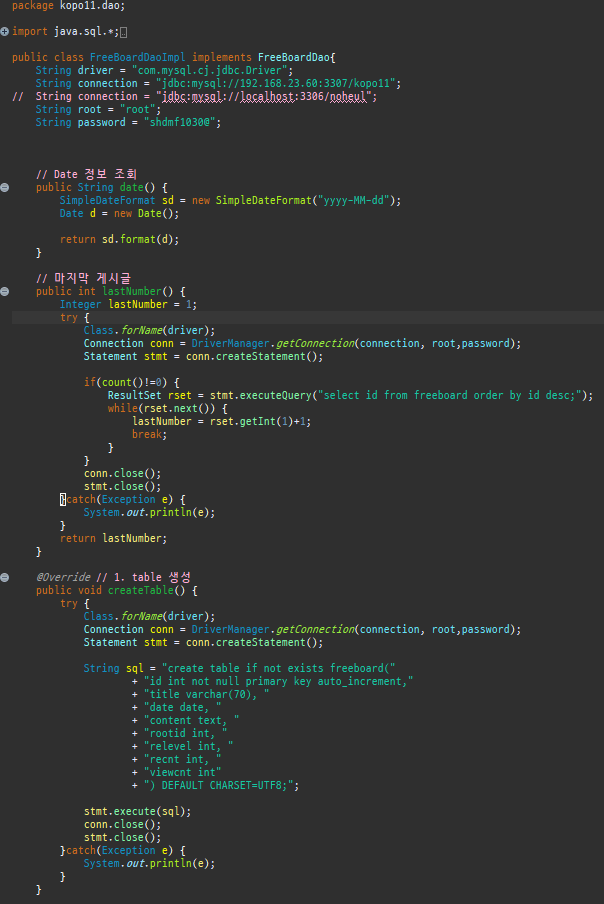 package kopo11.dao;
import java.sql.*;
public class FreeBoardDaoImpl implements FreeBoardDao{
String driver = "com.mysql.cj.jdbc.Driver";
String connection = "jdbc:mysql://192.168.23.60:3307/kopo11";
// String connection = "jdbc:mysql://localhost:3306/noheul";
String root = "root";
String password = "shdmf1030@";
// Date 정보 조회
public String date() {
SimpleDateFormat sd = new SimpleDateFormat("yyyy-MM-dd");
Date d = new Date();
return sd.format(d);
}
// 마지막 게시글
public int lastNumber() {
Integer lastNumber = 1;
try {
Class.forName(driver);
Connection conn = DriverManager.getConnection(connection, root,password);
Statement stmt = conn.createStatement();
if(count()!=0) {
ResultSet rset = stmt.executeQuery("select id from freeboard order by id desc;");
while(rset.next()) {
lastNumber = rset.getInt(1)+1;
break;
}
}
conn.close();
stmt.close();
}catch(Exception e) {
System.out.println(e);
}
return lastNumber;
}
@Override // 1. table 생성
public void createTable() {
try {
Class.forName(driver);
Connection conn = DriverManager.getConnection(connection, root,password);
Statement stmt = conn.createStatement();
String sql = "create table if not exists freeboard("
+ "id int not null primary key auto_increment,"
+ "title varchar(70), "
+ "date date, "
+ "content text, "
+ "rootid int, "
+ "relevel int, "
+ "recnt int, "
+ "viewcnt int"
+ ") DEFAULT CHARSET=UTF8;";
stmt.execute(sql);
conn.close();
stmt.close();
}catch(Exception e) {
System.out.println(e);
}
}